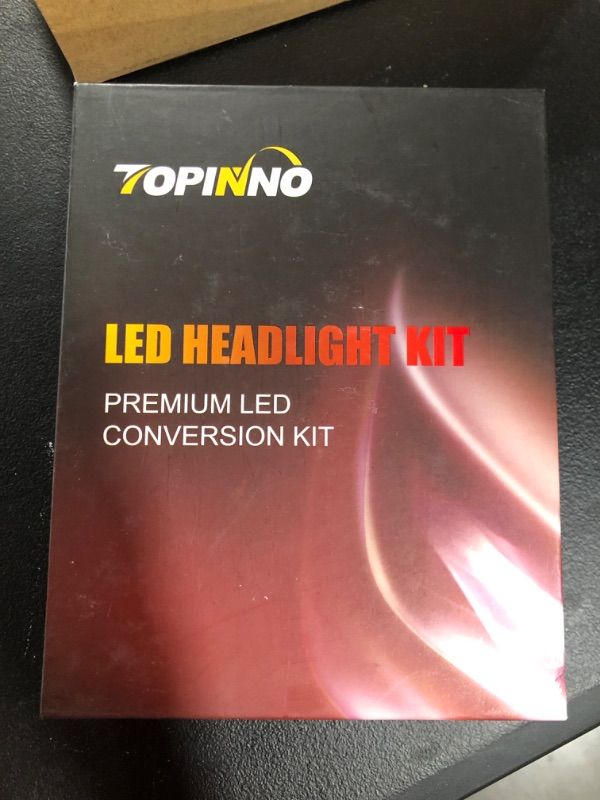 TOPINNO
LED HEADLIGHT KIT
PREMIUM LED
CONVERSION KIT